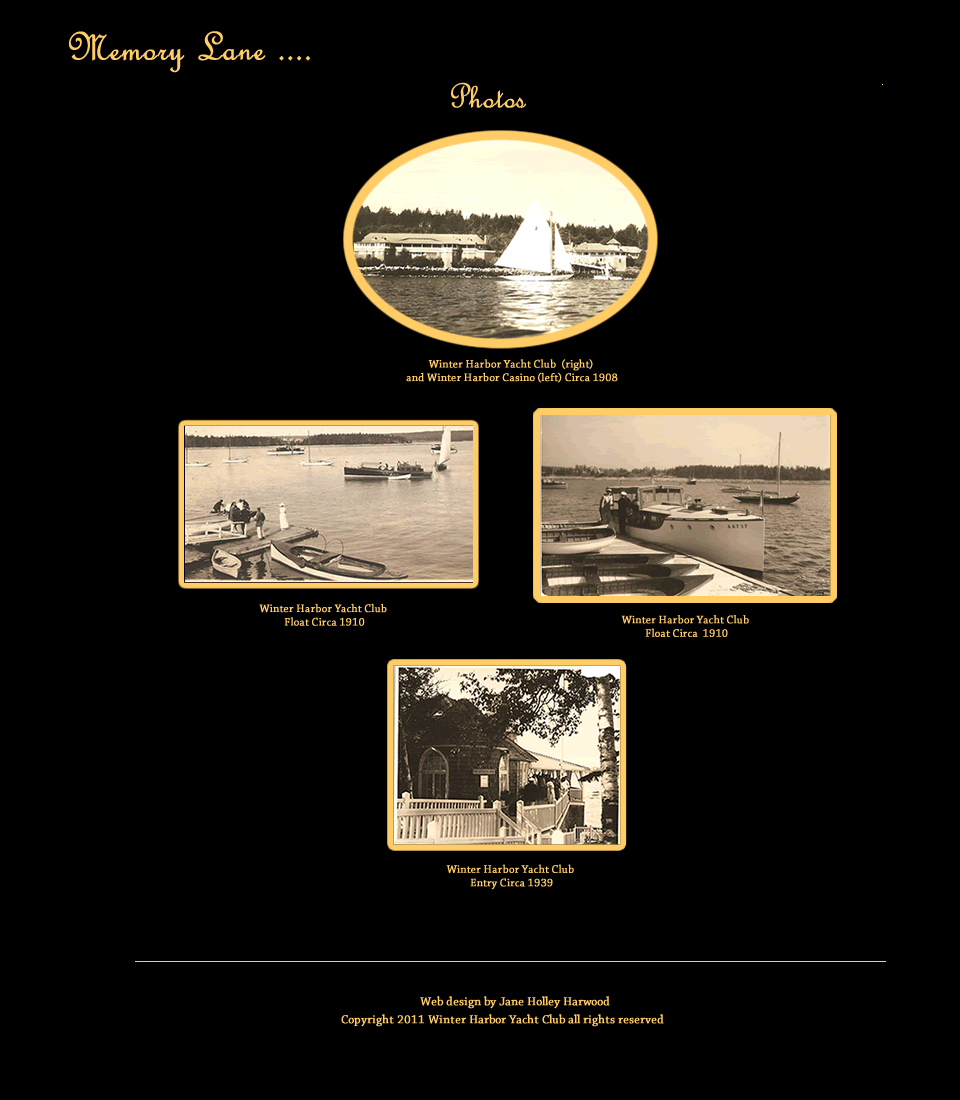 Memory Lane ....
Photos
Winter Harbor Yacht Club (right)
and Winter Harbor Casino (left) Circa 1908
Winter Harbor Yacht Club
Float Circa 1910
Winter Harbor Yacht Club
Float Circa 1910
Winter Harbor Yacht Club
Entry Circa 1939
Web design by Jane Holley Harwood
Copyright 2011 Winter Harbor Yacht Club all rights reserved